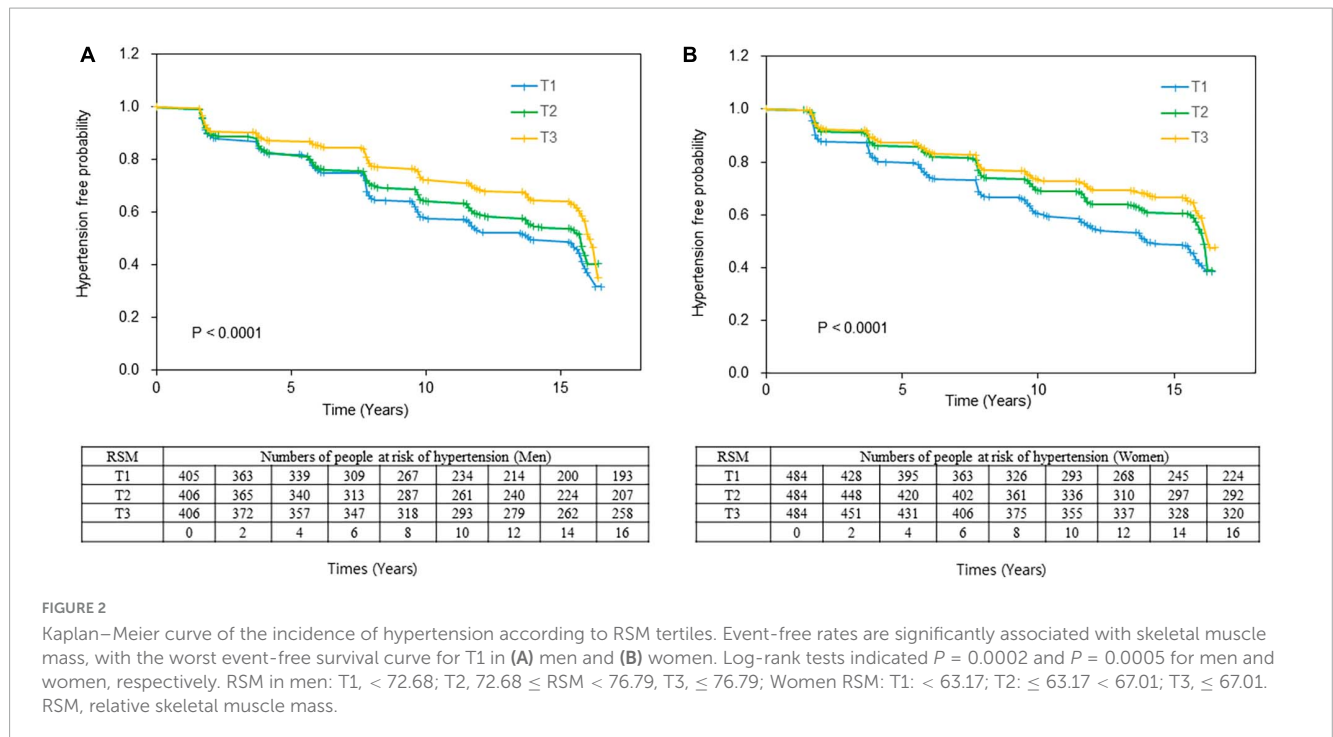 A
1.2
1.0
0.8
0.6
0.4
0.2
0.0
Hypertension free probability
T1
T2
T3
P < 0.0001
0 5 10 15
Time (Years)
B
1.2
1.0
0.8
0.6
0.4
0.2
0.0
Hypertension free probability
T1
T2
T3
P < 0.0001
0 5 10 15
Time (Years)
RSM Numbers of people at risk of hypertension (Men)
T1 405 363 339 309 267 234 214 200 193
T2 406 365 340 313 287 261 240 224 207
T3 406 372 357 347 318 293 279 262 258
0 2 4 6 8 10 12 14 16
Times (Years)
RSM Numbers of people at risk of hypertension (Women)
T1 484 428 395 363 326 293 268 245 224
T2 484 448 420 402 361 336 310 297 292
T3 484 451 431 406 375 355 337 328 320
0 2 4 6 8 10 12 14 16
Times (Years)
FIGURE 2
Kaplan–Meier curve of the incidence of hypertension according to RSM tertiles. Event-free rates are significantly associated with skeletal muscle
mass, with the worst event-free survival curve for T1 in (A) men and (B) women. Log-rank tests indicated P = 0.0002 and P = 0.0005 for men and
women, respectively. RSM in men: T1, < 72.68; T2, 72.68 ≤ RSM < 76.79, T3, ≤ 76.79; Women RSM: T1: < 63.17; T2: ≤ 63.17 < 67.01; T3, ≤ 67.01.
RSM, relative skeletal muscle mass.